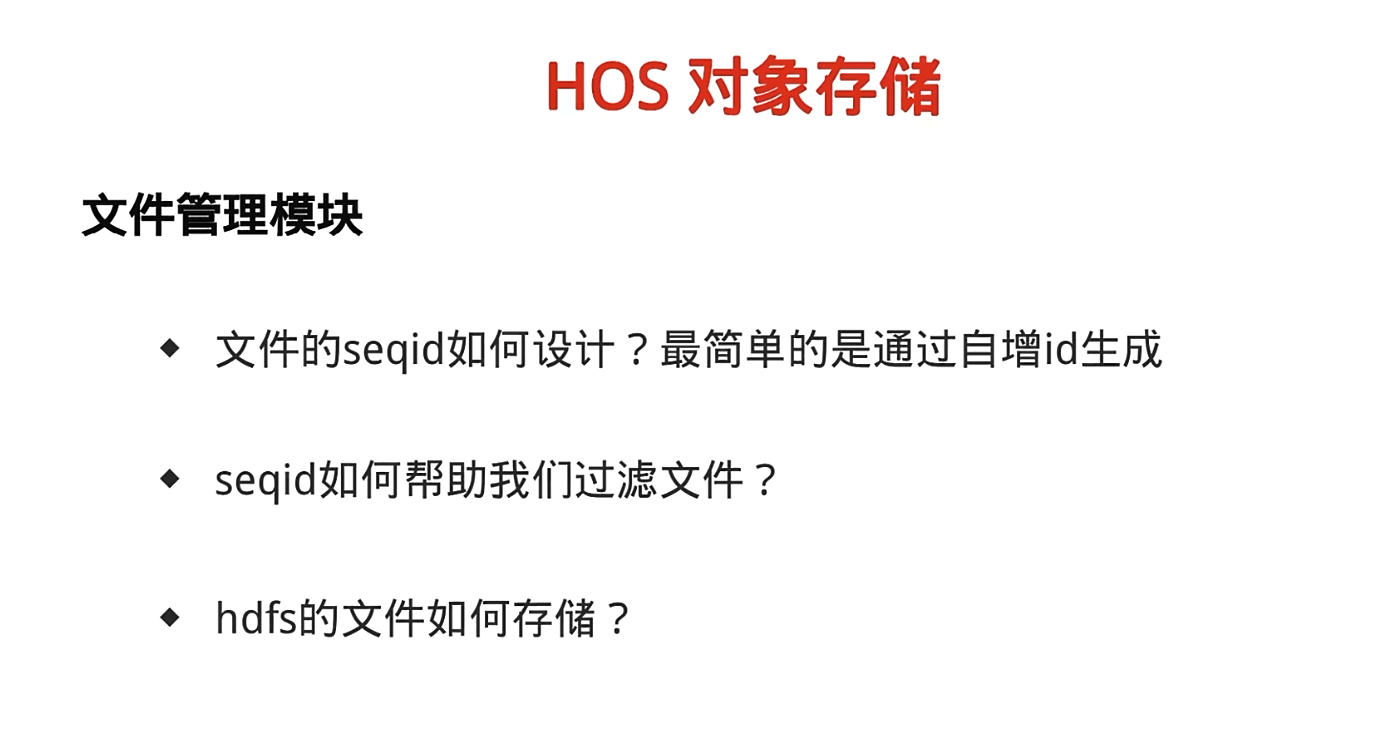 HOS 对象存储
文件管理模块
◆ 文件的seqid如何设计？最简单的是通过自增id生成
◆ seqid如何帮助我们过滤文件？
◆ hdfs的文件如何存储？